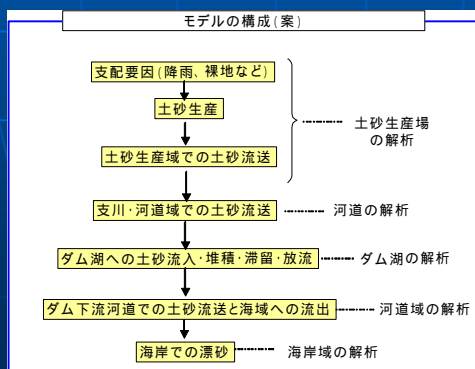 モデルの構成(案)
支配要因(降雨、裸地など)
土砂生産
土砂生産域での土砂流送
土砂生産場
の解析
支川・河道域での土砂流送
河道の解析
ダム湖への土砂流入・堆積・滞留・放流
ダム湖の解析
ダム下流河道での土砂流送と海域への流出
河道域の解析
海岸での漂砂
海岸域の解析